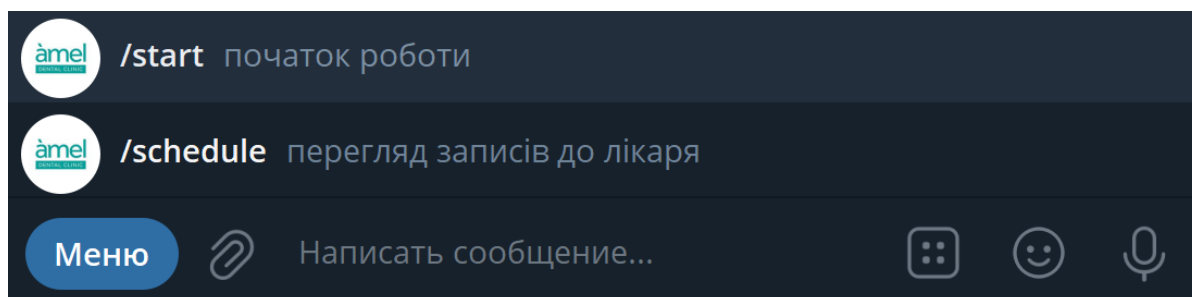 àmel
DENTAL CLINIC
/start початок роботи
àmel
DENTAL CLINIC
/schedule перегляд записів до лікаря
Меню Написать сообщение...